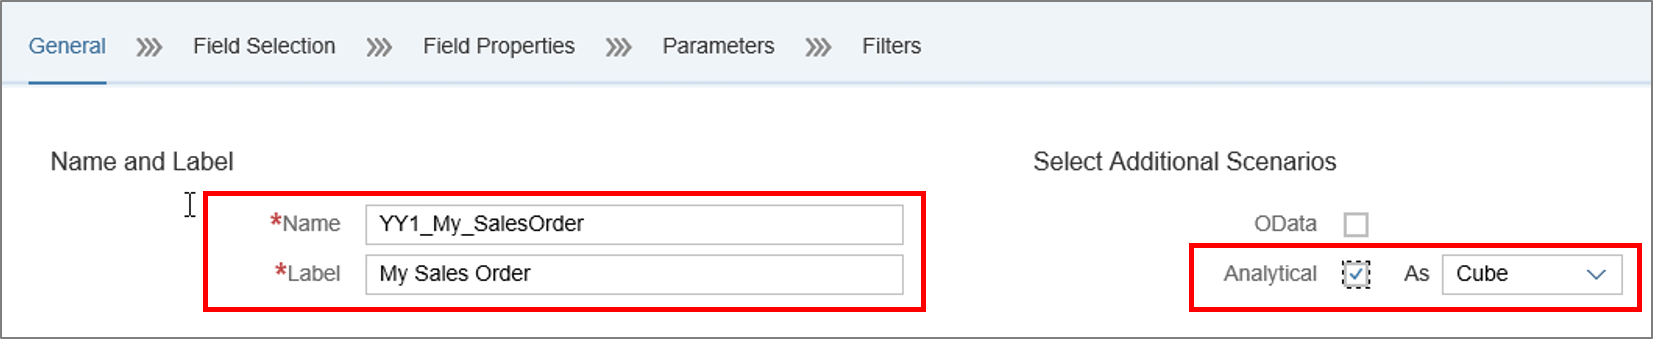 General Field Selection Field Properties Parameters Filters
Name and Label
*Name YY1_My_SalesOrder
*Label My Sales Order
Select Additional Scenarios
OData
Analytical As Cube